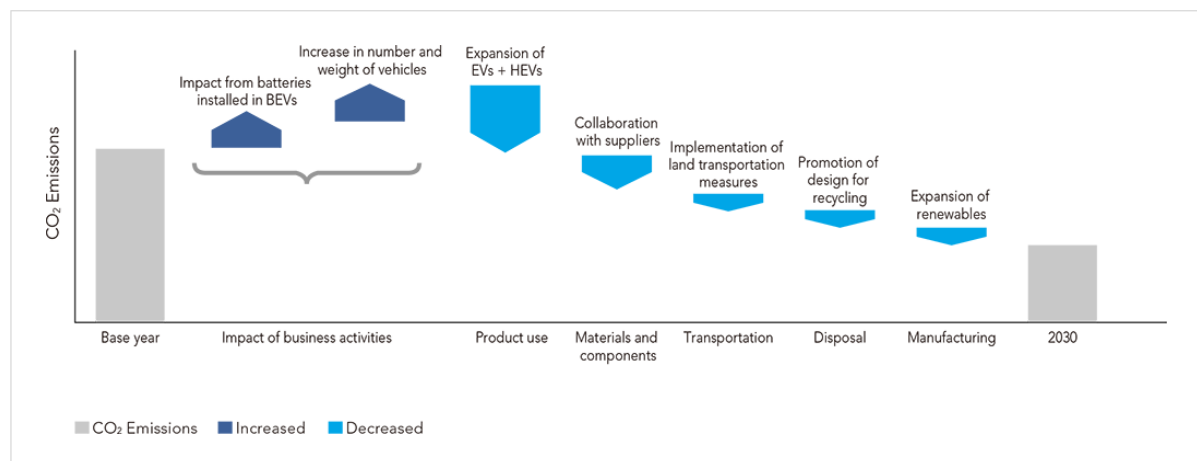 CO₂ Emissions
Impact from batteries
installed in BEVs
Increase in number and
weight of vehicles
Expansion of
EVs + HEVs
Collaboration
with suppliers
Implementation of
land transportation
measures
Promotion of
design for
recycling
Expansion of
renewables
Base year
Impact of business activities
Product use
Materials and
components
Transportation
Disposal
Manufacturing
2030
CO₂ Emissions
Increased
Decreased